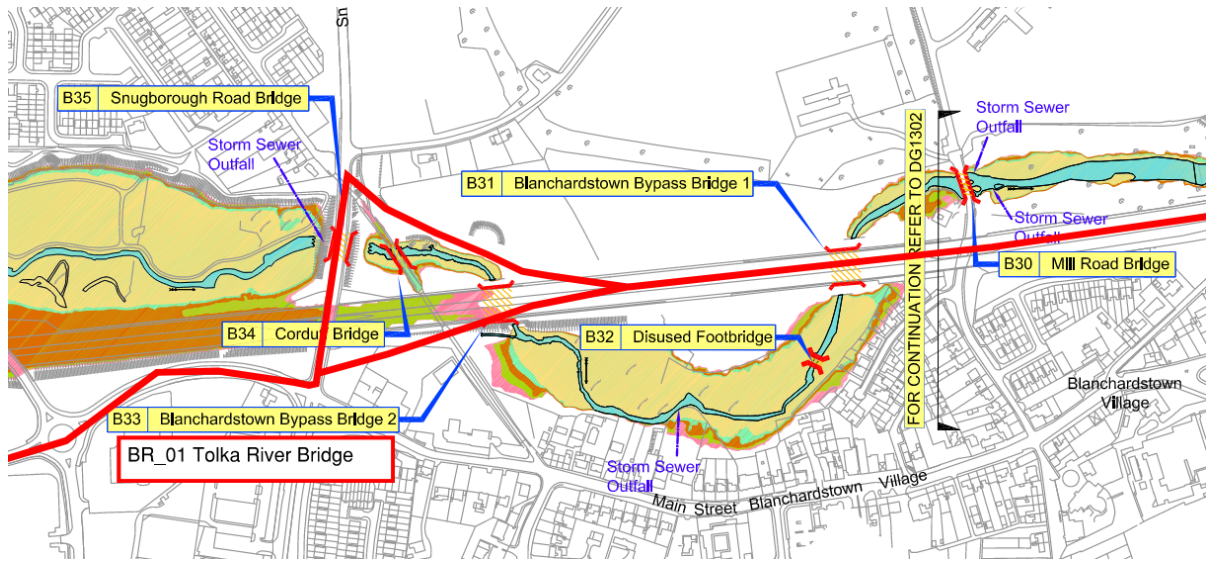 Sn
B35 Snugborough Road Bridge
Storm Sewer
Outfall
B31 Blanchardstown Bypass Bridge 1
FOR CONTINUATION REFER TO DG1302
Storm Sewer
Outfall
Storm Sewer
Outfall
B30 Mill Road Bridge
B34 Corduff Bridge
B32 Disused Footbridge
B33 Blanchardstown Bypass Bridge 2
BR_01 Tolka River Bridge
Storm Sewer
Outfall
Main Street Blanchardstown Village
Blanchardstown
Village